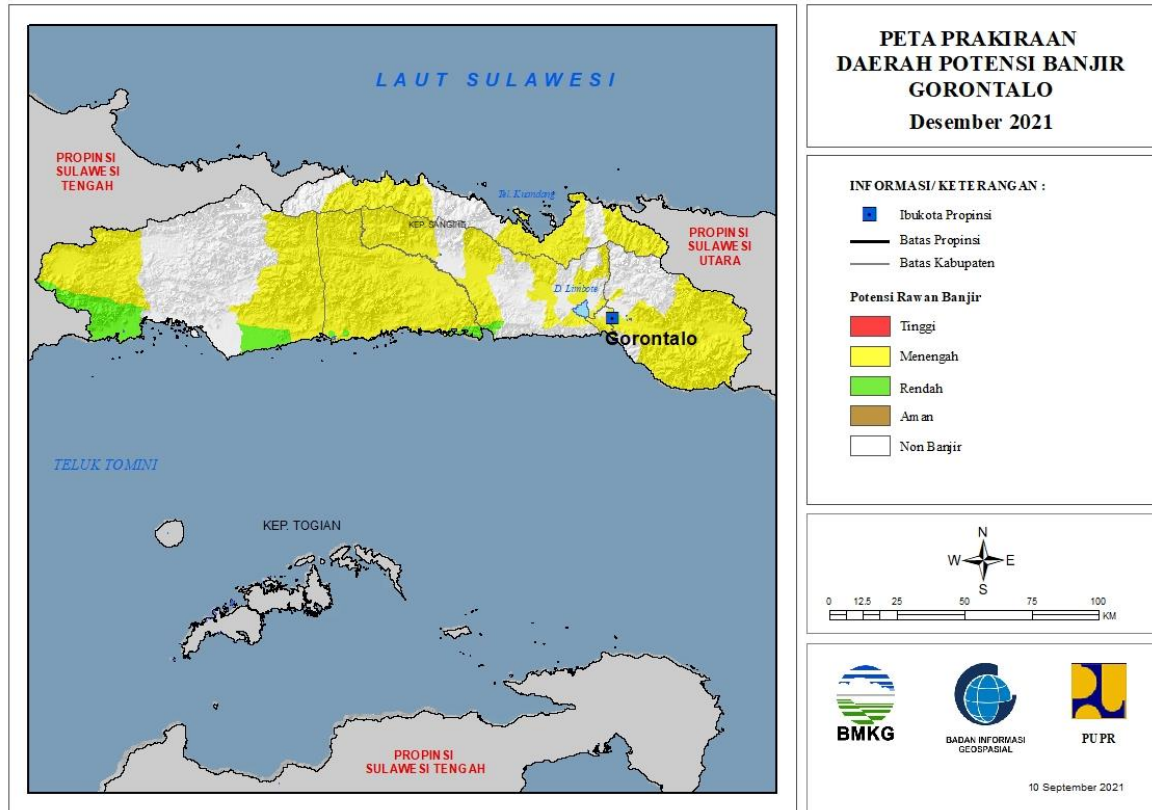 LAUT SULAWESI
PROPINSI
SULAWESI
TENGAH
Tel. Kuandang
KEP. SANGIHE
PROPINSI
SULAWESI
UTARA
D. Limboto
Gorontalo
TELUK TOMINI
KEP. TOGIAN
PROPINSI
SULAWESI TENGAH
PETA PRAKIRAAN
DAERAH POTENSI BANJIR
GORONTALO
Desember 2021
INFORMASI/ KETERANGAN :
Ibukota Propinsi
Batas Propinsi
Batas Kabupaten
Potensi Rawan Banjir
Tinggi
Menengah
Rendah
Aman
Non Banjir
N
W E
S
0 12.5 25 50 75 100
KM
BMKG
BADAN INFORMASI
GEOSPASIAL
PUPR
10 September 2021